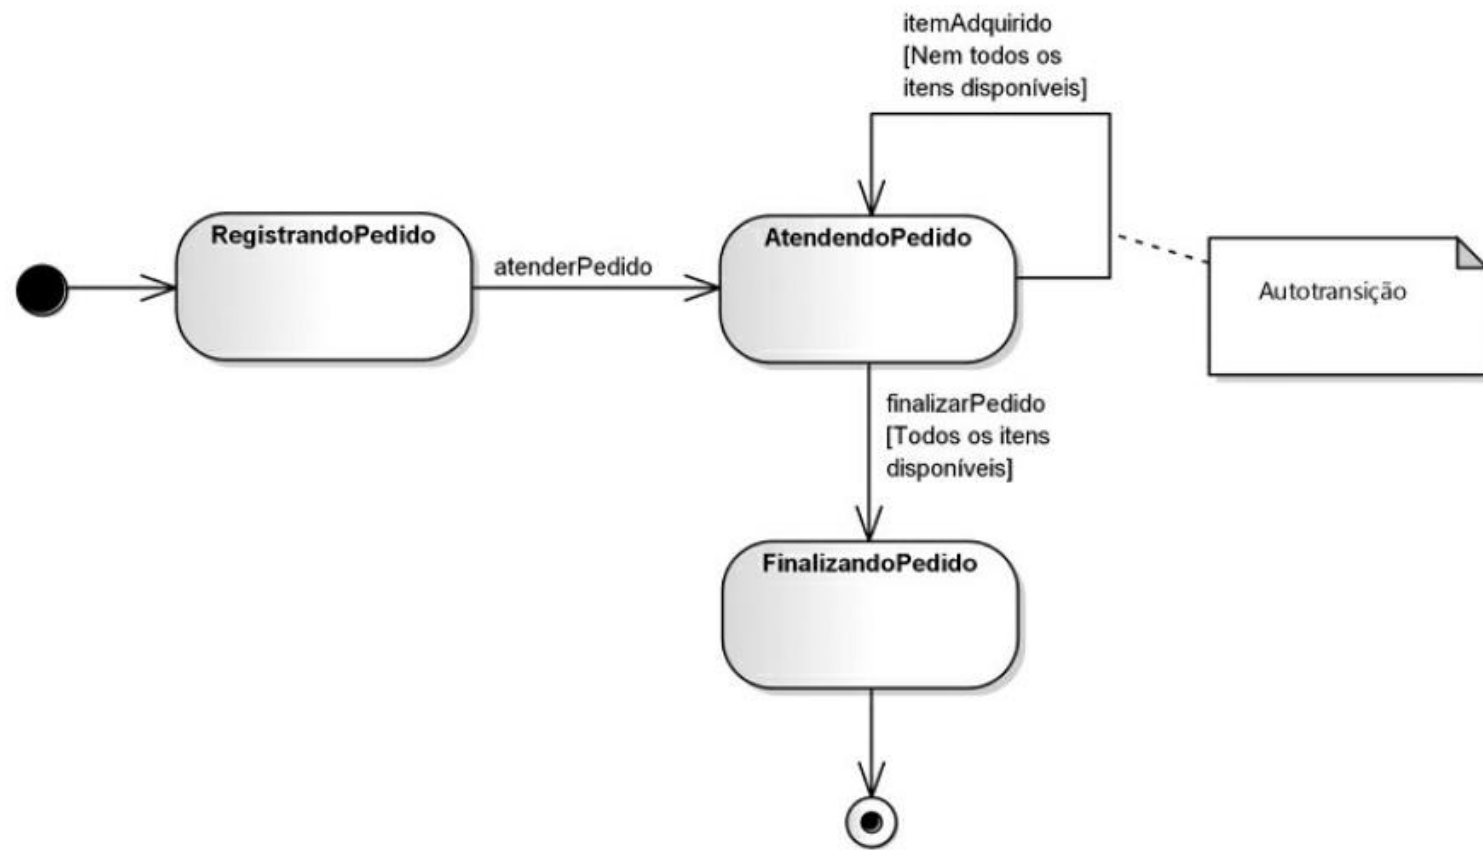 itemAdquirido
[Nem todos os
itens disponíveis]
RegistrandoPedido
atenderPedido
AtendendoPedido
Autotransição
finalizarPedido
[Todos os itens
disponíveis]
FinalizandoPedido